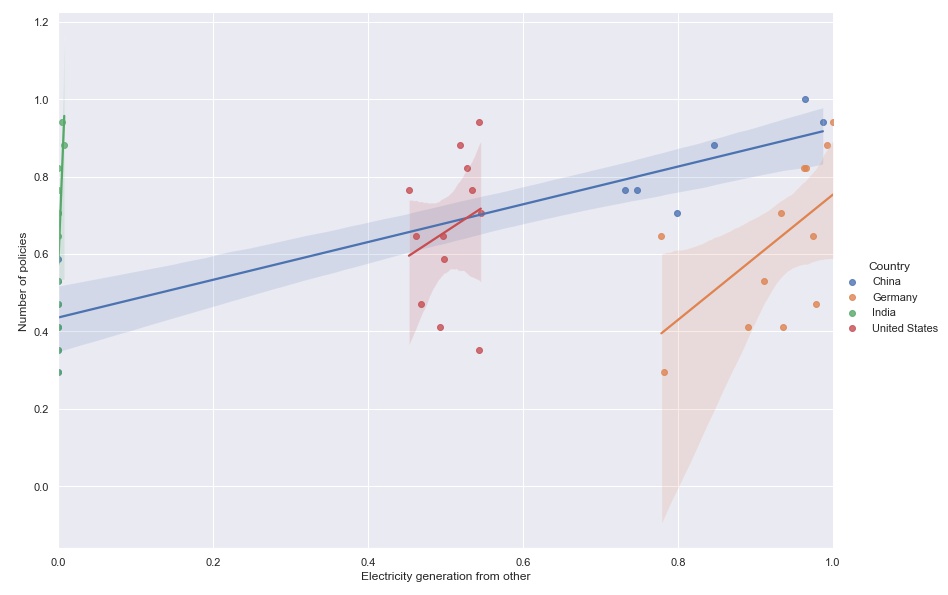 1.2
1.0
0.8
0.6
0.4
0.2
0.0
Number of policies
0.0 0.2 0.4 0.6 0.8 1.0
Electricity generation from other
Country
China
Germany
India
United States